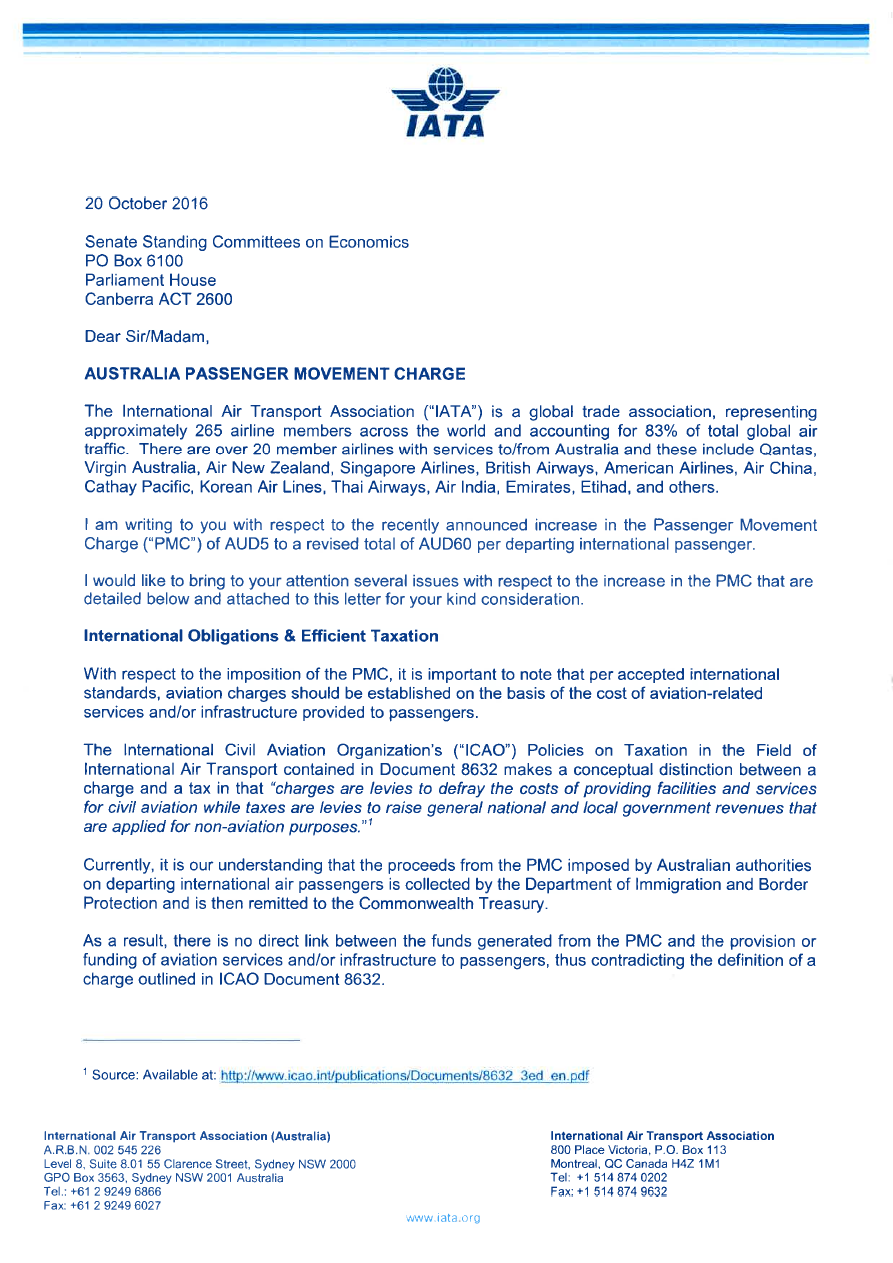 IATA
20 October 2016
Senate Standing Committees on Economics
PO Box 6100
Parliament House
Canberra ACT 2600
Dear Sir/Madam,
AUSTRALIA PASSENGER MOVEMENT CHARGE
The International Air Transport Association (“IATA”) is a global trade association, representing
approximately 265 airline members across the world and accounting for 83% of total global air
traffic. There are over 20 member airlines with services to/from Australia and these include Qantas,
Virgin Australia, Air New Zealand, Singapore Airlines, British Airways, American Airlines, Air China,
Cathay Pacific, Korean Air Lines, Thai Airways, Air India, Emirates, Etihad, and others.
I am writing to you with respect to the recently announced increase in the Passenger Movement
Charge (“PMC”) of AUD5 to a revised total of AUD60 per departing international passenger.
I would like to bring to your attention several issues with respect to the increase in the PMC that are
detailed below and attached to this letter for your kind consideration.
International Obligations & Efficient Taxation
With respect to the imposition of the PMC, it is important to note that per accepted international
standards, aviation charges should be established on the basis of the cost of aviation-related
services and/or infrastructure provided to passengers.
The International Civil Aviation Organization’s (“ICAO”) Policies on Taxation in the Field of
International Air Transport contained in Document 8632 makes a conceptual distinction between a
charge and a tax in that “charges are levies to defray the costs of providing facilities and services
for civil aviation while taxes are levies to raise general national and local government revenues that
are applied for non-aviation purposes.”1
Currently, it is our understanding that the proceeds from the PMC imposed by Australian authorities
on departing international air passengers is collected by the Department of Immigration and Border
Protection and is then remitted to the Commonwealth Treasury.
As a result, there is no direct link between the funds generated from the PMC and the provision or
funding of aviation services and/or infrastructure to passengers, thus contradicting the definition of a
charge outlined in ICAO Document 8632.
1 Source: Available at: http://www.icao.int/publications/Documents/8632_3ed_en.pdf
International Air Transport Association (Australia)
A.R.B.N. 002 545 226
Level 8, Suite 8.01 55 Clarence Street, Sydney NSW 2000
GPO Box 3563, Sydney NSW 2001 Australia
Tel.: +61 2 9249 6866
Fax: +61 2 9249 6027
International Air Transport Association
800 Place Victoria, P.O. Box 113
Montreal, QC Canada H4Z 1M1
Tel: +1 514 874 0202
Fax: +1 514 874 9632
www.iata.org